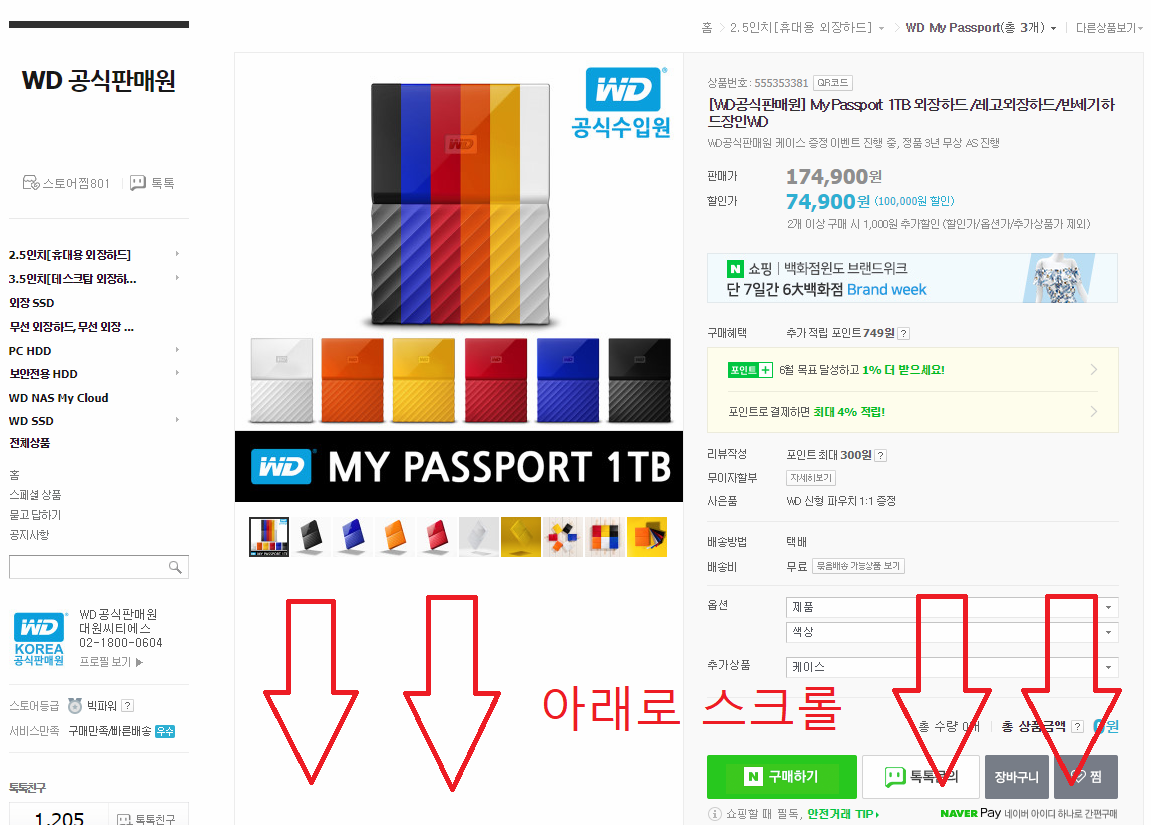 홈 2.5인치[휴대용 외장하드] WD My Passport(총 3개) 다른상품보기
WD 공식판매원
스토어찜801 톡톡
2.5인치[휴대용 외장하드]
3.5인치[데스크탑 외장하...
외장 SSD
무선 외장하드, 무선 외장 ...
PC HDD
보안전용 HDD
WD NAS My Cloud
WD SSD
전체상품
홈
스페셜 상품
묻고 답하기
공지사항
WD
KOREA
공식판매원
WD공식판매원
대원씨티에스
02-1800-0604
프로필 보기
스토어등급 빅파워 ?
서비스만족 구매만족/빠른배송 우수
톡톡친구
1,205 톡톡친구
WD
공식수입원
WD
WD MY PASSPORT 1TB
MY PASSPORT 1TB
상품번호: 555353381 QR코드
[WD공식판매원] My Passport 1TB 외장하드 /레고외장하드/반세기하
드장인WD
WD공식판매원 케이스 증정 이벤트 진행 중, 정품 3년 무상 AS 진행
판매가 174,900원
할인가 74,900원 (100,000원 할인)
2개 이상 구매 시 1,000원 추가할인 (할인가/옵션가/추가상품가 제외)
N 쇼핑 | 백화점윈도 브랜드위크
단 7일간 6大백화점 Brand week
구매혜택 추가 적립 포인트 749원 ?
포인트+ 6월 목표 달성하고 1% 더 받으세요!
포인트로 결제하면 최대 4% 적립!
리뷰작성 포인트 최대 300원 ?
무이자할부 자세히보기
사은품 WD 신형 파우치 1:1 증정
배송방법 택배
배송비 무료 묶음배송 가능상품 보기
옵션 제품
색상
추가상품 케이스
아래로 스크롤
총 수량 0개 총 상품금액 ? 0원
N 구매하기 톡톡문의 장바구니 찜
쇼핑할 때 필독, 안전거래 TIP
NAVER Pay 네이버 아이디 하나로 간편구매